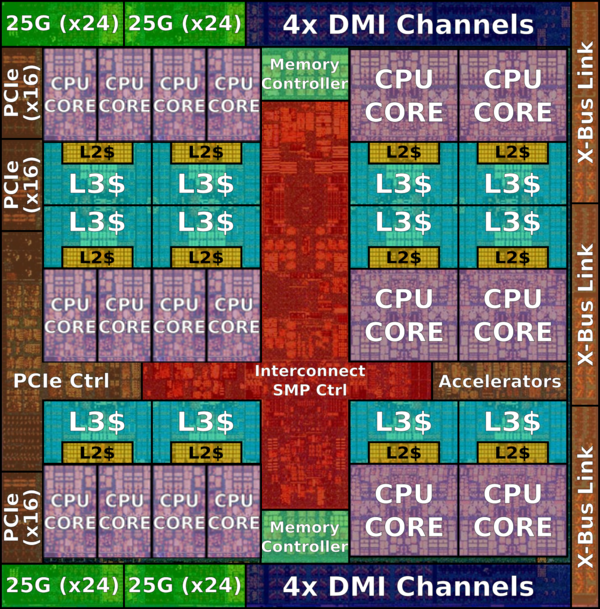 25G (x24)
25G (x24)
4x DMI Channels
PCIe
(x16)
CPU
CORE
CPU
CORE
CPU
CORE
CPU
CORE
Memory
Controller
CPU
CORE
CPU
CORE
X-Bus Link
PCIe
(x16)
L2$
L2$
L2$
L2$
L3$
L3$
L3$
L3$
L3$
L3$
L3$
L3$
L2$
L2$
L2$
L2$
X-Bus Link
CPU
CORE
CPU
CORE
CPU
CORE
CPU
CORE
CPU
CORE
CPU
CORE
PCIe Ctrl
Interconnect
SMP Ctrl
Accelerators
L3$
L3$
L3$
L3$
L2$
L2$
L2$
L2$
X-Bus Link
PCIe
(x16)
CPU
CORE
CPU
CORE
CPU
CORE
CPU
CORE
Memory
Controller
CPU
CORE
CPU
CORE
25G (x24)
25G (x24)
4x DMI Channels